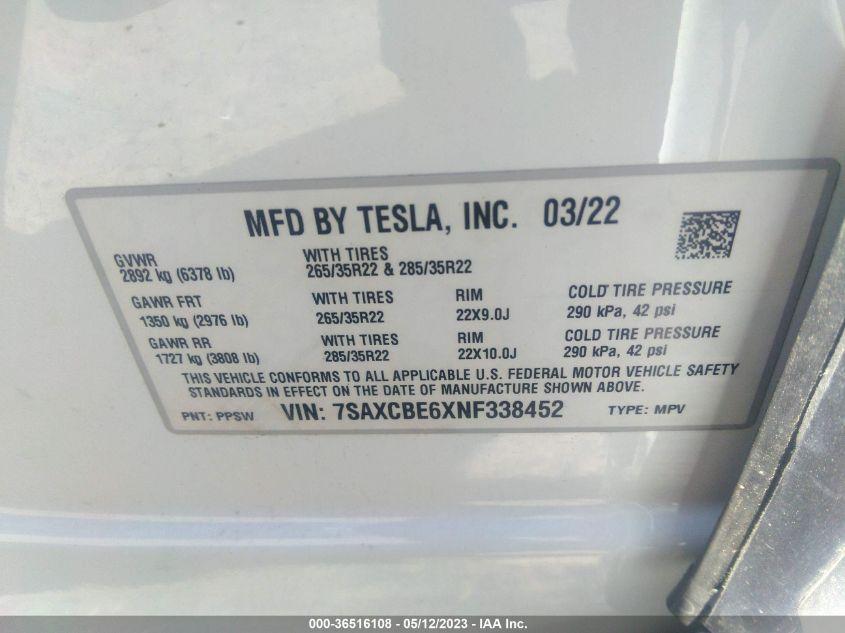 MFD BY TESLA, INC. 03/22
GVWR WITH TIRES
2892 kg (6378 lb) 265/35R22 & 285/35R22
GAWR FRT WITH TIRES RIM COLD TIRE PRESSURE
1350 kg (2976 lb) 265/35R22 22X9.0J 290 kPa, 42 psi
GAWR RR WITH TIRES RIM COLD TIRE PRESSURE
1727 kg (3808 lb) 285/35R22 22X10.0J 290 kPa, 42 psi
THIS VEHICLE CONFORMS TO ALL APPLICABLE U.S. FEDERAL MOTOR VEHICLE SAFETY
STANDARDS IN EFFECT ON THE DATE OF MANUFACTURE SHOWN ABOVE.
PNT: PPSW VIN: 7SAXCBE6XNF338452 TYPE: MPV
000-36516108 - 05/12/2023 - IAA Inc.